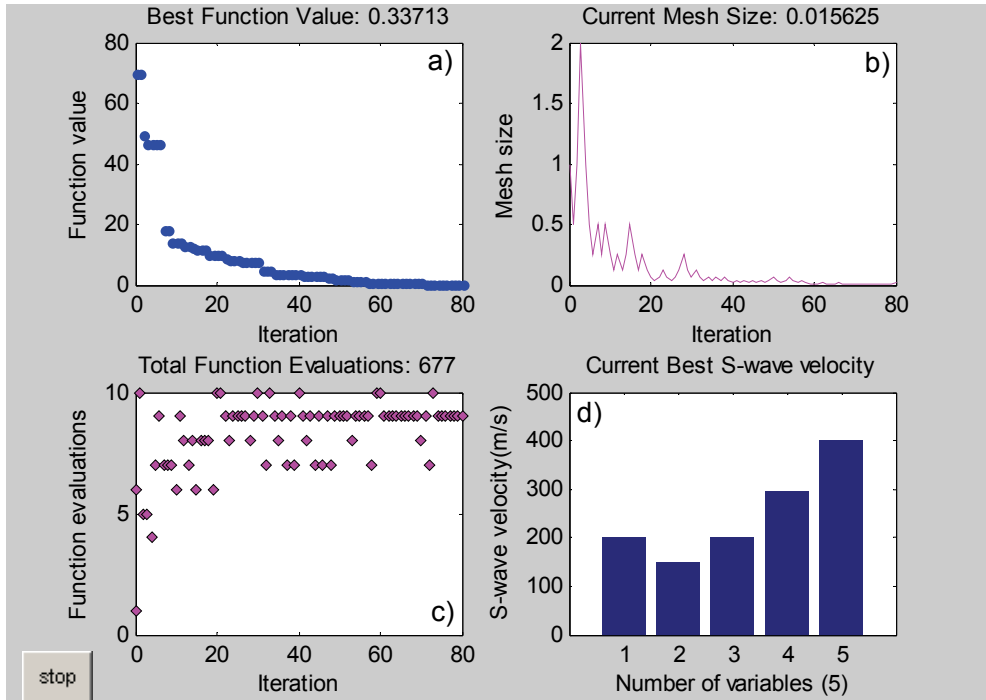 Best Function Value: 0.33713
80
60
40
20
0
Function value
a)
0 20 40 60 80
Iteration
Current Mesh Size: 0.015625
2
1.5
1
0.5
0
Mesh size
b)
0 20 40 60 80
Iteration
Total Function Evaluations: 677
10
5
0
Function evaluations
c)
0 20 40 60 80
Iteration
Current Best S-wave velocity
500
400
300
200
100
0
S-wave velocity(m/s)
d)
1 2 3 4 5
Number of variables (5)
stop